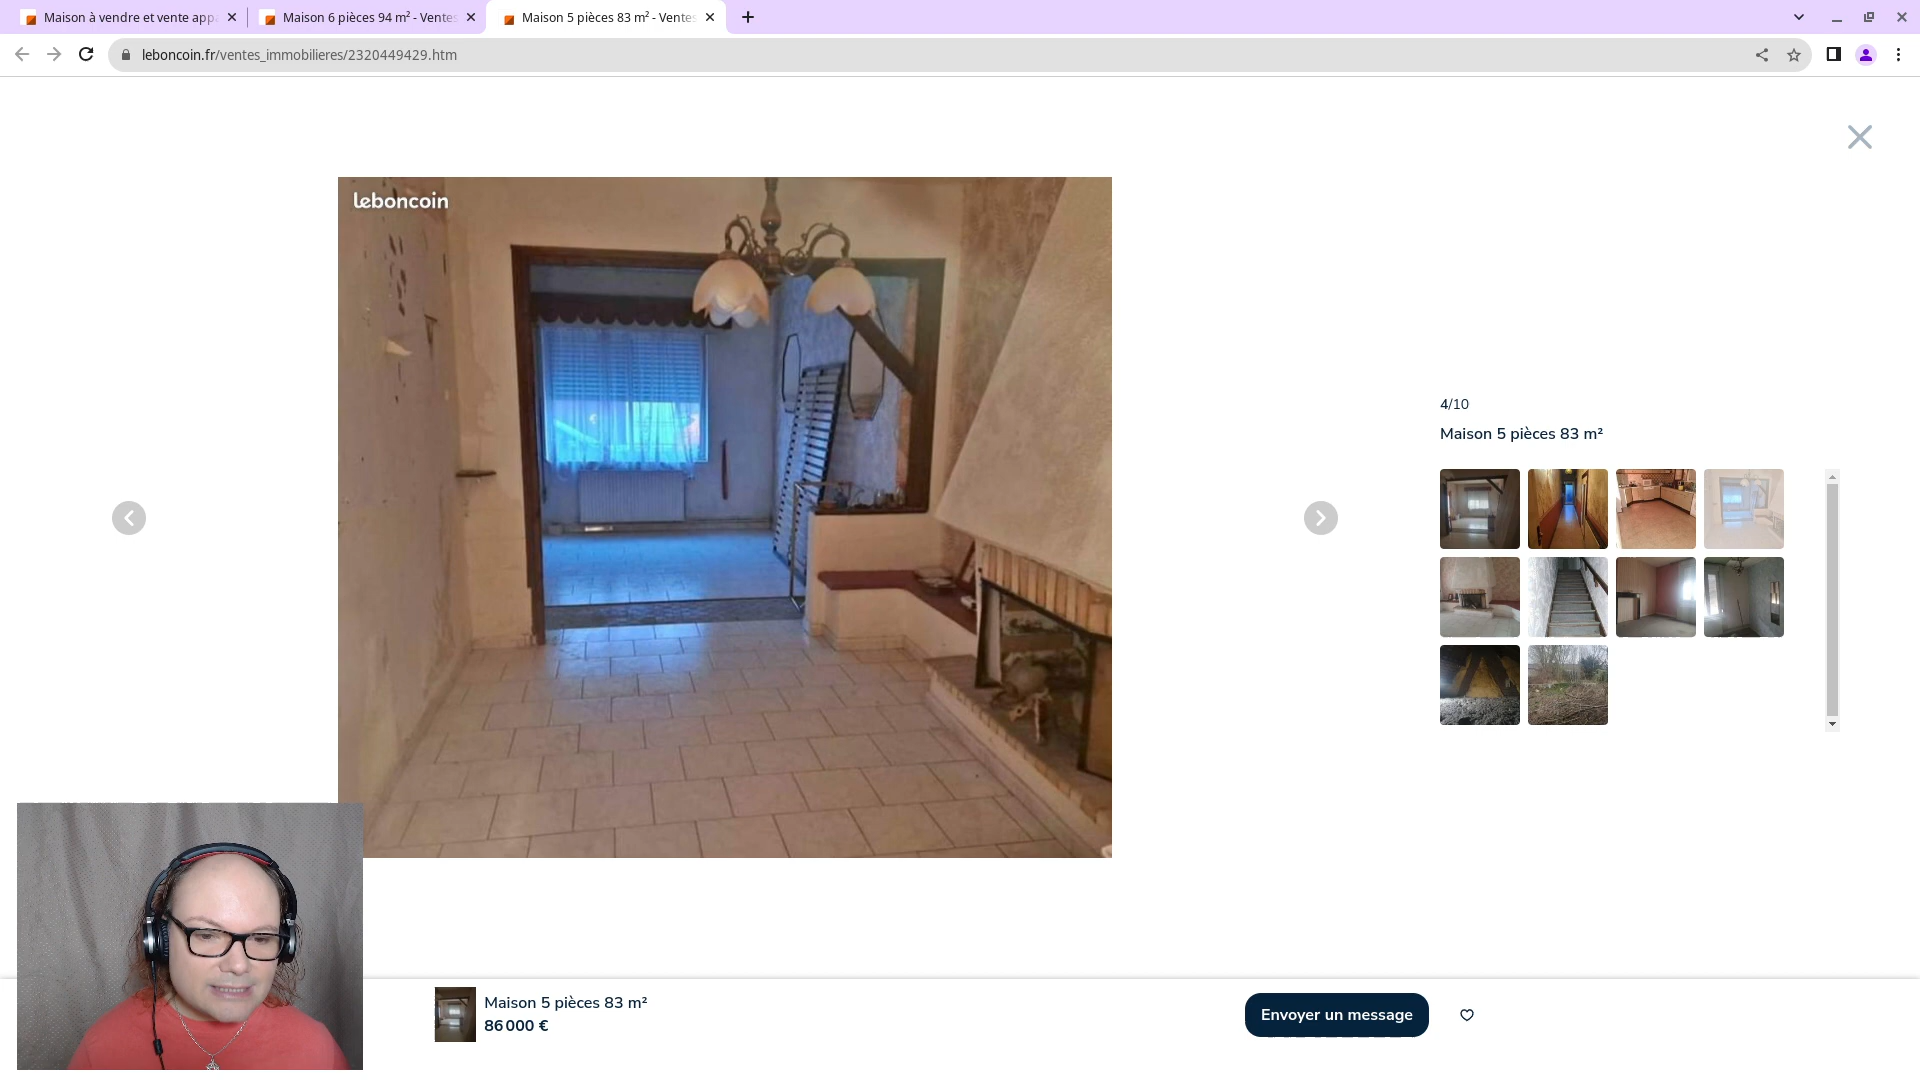 Maison à vendre et vente app
Maison 6 pièces 94 m² - Ventes
Maison 5 pièces 83 m² - Ventes
leboncoin.fr/ventes_immobilieres/2320449429.htm
leboncoin
4/10
Maison 5 pièces 83 m²
Maison 5 pièces 83 m²
86 000 €
Envoyer un message